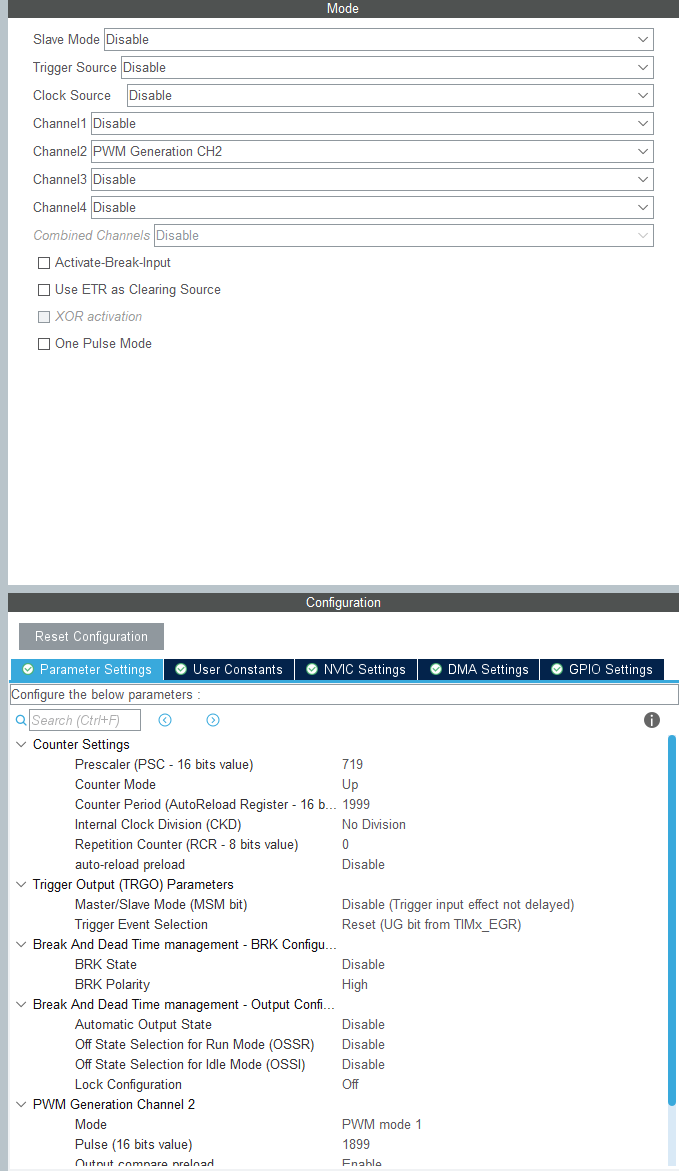 Mode
Slave Mode Disable
Trigger Source Disable
Clock Source Disable
Channel1 Disable
Channel2 PWM Generation CH2
Channel3 Disable
Channel4 Disable
Combined Channels Disable
Activate-Break-Input
Use ETR as Clearing Source
XOR activation
One Pulse Mode
Configuration
Reset Configuration
Parameter Settings User Constants NVIC Settings DMA Settings GPIO Settings
Configure the below parameters :
Search (Ctrl+F)
Counter Settings
Prescaler (PSC - 16 bits value) 719
Counter Mode Up
Counter Period (AutoReload Register - 16 b... 1999
Internal Clock Division (CKD) No Division
Repetition Counter (RCR - 8 bits value) 0
auto-reload preload Disable
Trigger Output (TRGO) Parameters
Master/Slave Mode (MSM bit) Disable (Trigger input effect not delayed)
Trigger Event Selection Reset (UG bit from TIMx_EGR)
Break And Dead Time management - BRK Configu...
BRK State Disable
BRK Polarity High
Break And Dead Time management - Output Confi...
Automatic Output State Disable
Off State Selection for Run Mode (OSSR) Disable
Off State Selection for Idle Mode (OSSI) Disable
Lock Configuration Off
PWM Generation Channel 2
Mode PWM mode 1
Pulse (16 bits value) 1899
Output compare preload Enable